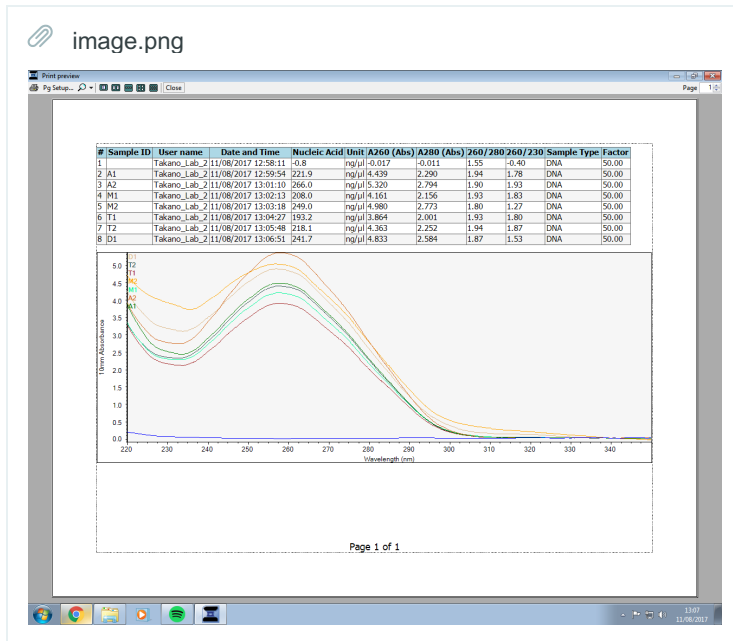 image.png
Print preview
Pg Setup... Close Page 1
# Sample ID User name Date and Time Nucleic Acid Unit A260 (Abs) A280 (Abs) 260/280 260/230 Sample Type Factor
1 Takano_Lab_2 11/08/2017 12:58:11 -0.8 ng/µl -0.017 -0.011 1.55 -0.40 DNA 50.00
2 A1 Takano_Lab_2 11/08/2017 12:59:54 221.9 ng/µl 4.439 2.290 1.94 1.78 DNA 50.00
3 A2 Takano_Lab_2 11/08/2017 13:01:10 266.0 ng/µl 5.320 2.794 1.90 1.93 DNA 50.00
4 M1 Takano_Lab_2 11/08/2017 13:02:13 208.0 ng/µl 4.161 2.156 1.93 1.83 DNA 50.00
5 M2 Takano_Lab_2 11/08/2017 13:03:18 249.0 ng/µl 4.980 2.773 1.80 1.27 DNA 50.00
6 T1 Takano_Lab_2 11/08/2017 13:04:27 193.2 ng/µl 3.864 2.001 1.93 1.80 DNA 50.00
7 T2 Takano_Lab_2 11/08/2017 13:05:48 218.1 ng/µl 4.363 2.252 1.94 1.87 DNA 50.00
8 D1 Takano_Lab_2 11/08/2017 13:06:51 241.7 ng/µl 4.833 2.584 1.87 1.53 DNA 50.00
D1
T2
T1
M2
M1
A2
A1
10mm Absorbance
5.0
4.5
4.0
3.5
3.0
2.5
2.0
1.5
1.0
0.5
0.0
220 230 240 250 260 270 280 290 300 310 320 330 340
Wavelength (nm)
Page 1 of 1
13:07
11/08/2017